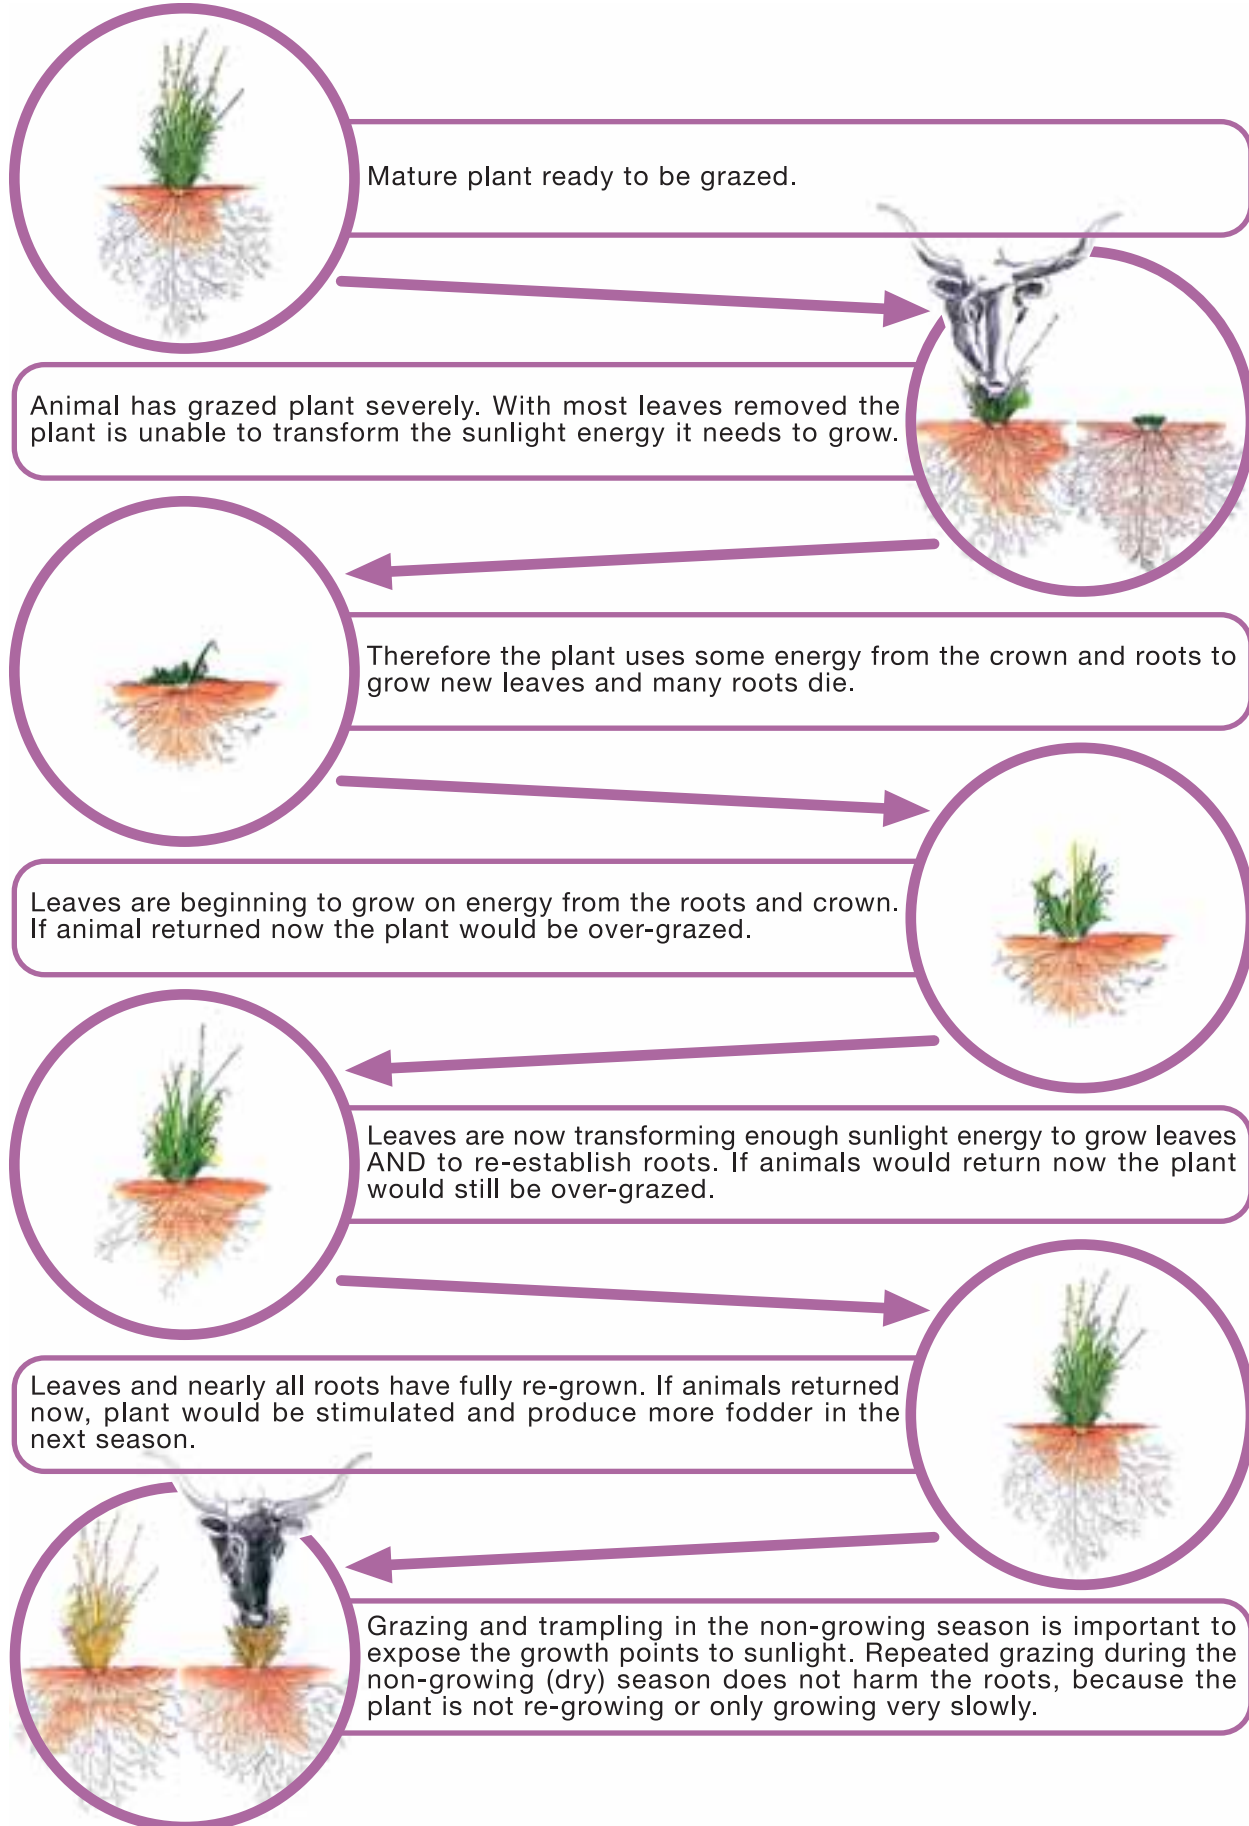 Mature plant ready to be grazed.
Animal has grazed plant severely. With most leaves removed the
plant is unable to transform the sunlight energy it needs to grow.
Therefore the plant uses some energy from the crown and roots to
grow new leaves and many roots die.
Leaves are beginning to grow on energy from the roots and crown.
If animal returned now the plant would be over-grazed.
Leaves are now transforming enough sunlight energy to grow leaves
AND to re-establish roots. If animals would return now the plant
would still be over-grazed.
Leaves and nearly all roots have fully re-grown. If animals returned
now, plant would be stimulated and produce more fodder in the
next season.
Grazing and trampling in the non-growing season is important to
expose the growth points to sunlight. Repeated grazing during the
non-growing (dry) season does not harm the roots, because the
plant is not re-growing or only growing very slowly.